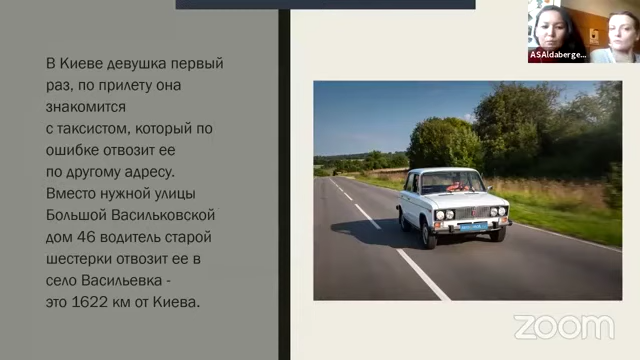 В Киеве девушка первый
раз, по прилету она
знакомится
с таксистом, который по
ошибке отвозит ее
по другому адресу.
Вместо нужной улицы
Большой Васильковской
дом 46 водитель старой
шестерки отвозит ее в
село Васильевка -
это 1622 км от Киева.
ASAldaberge...
zoom